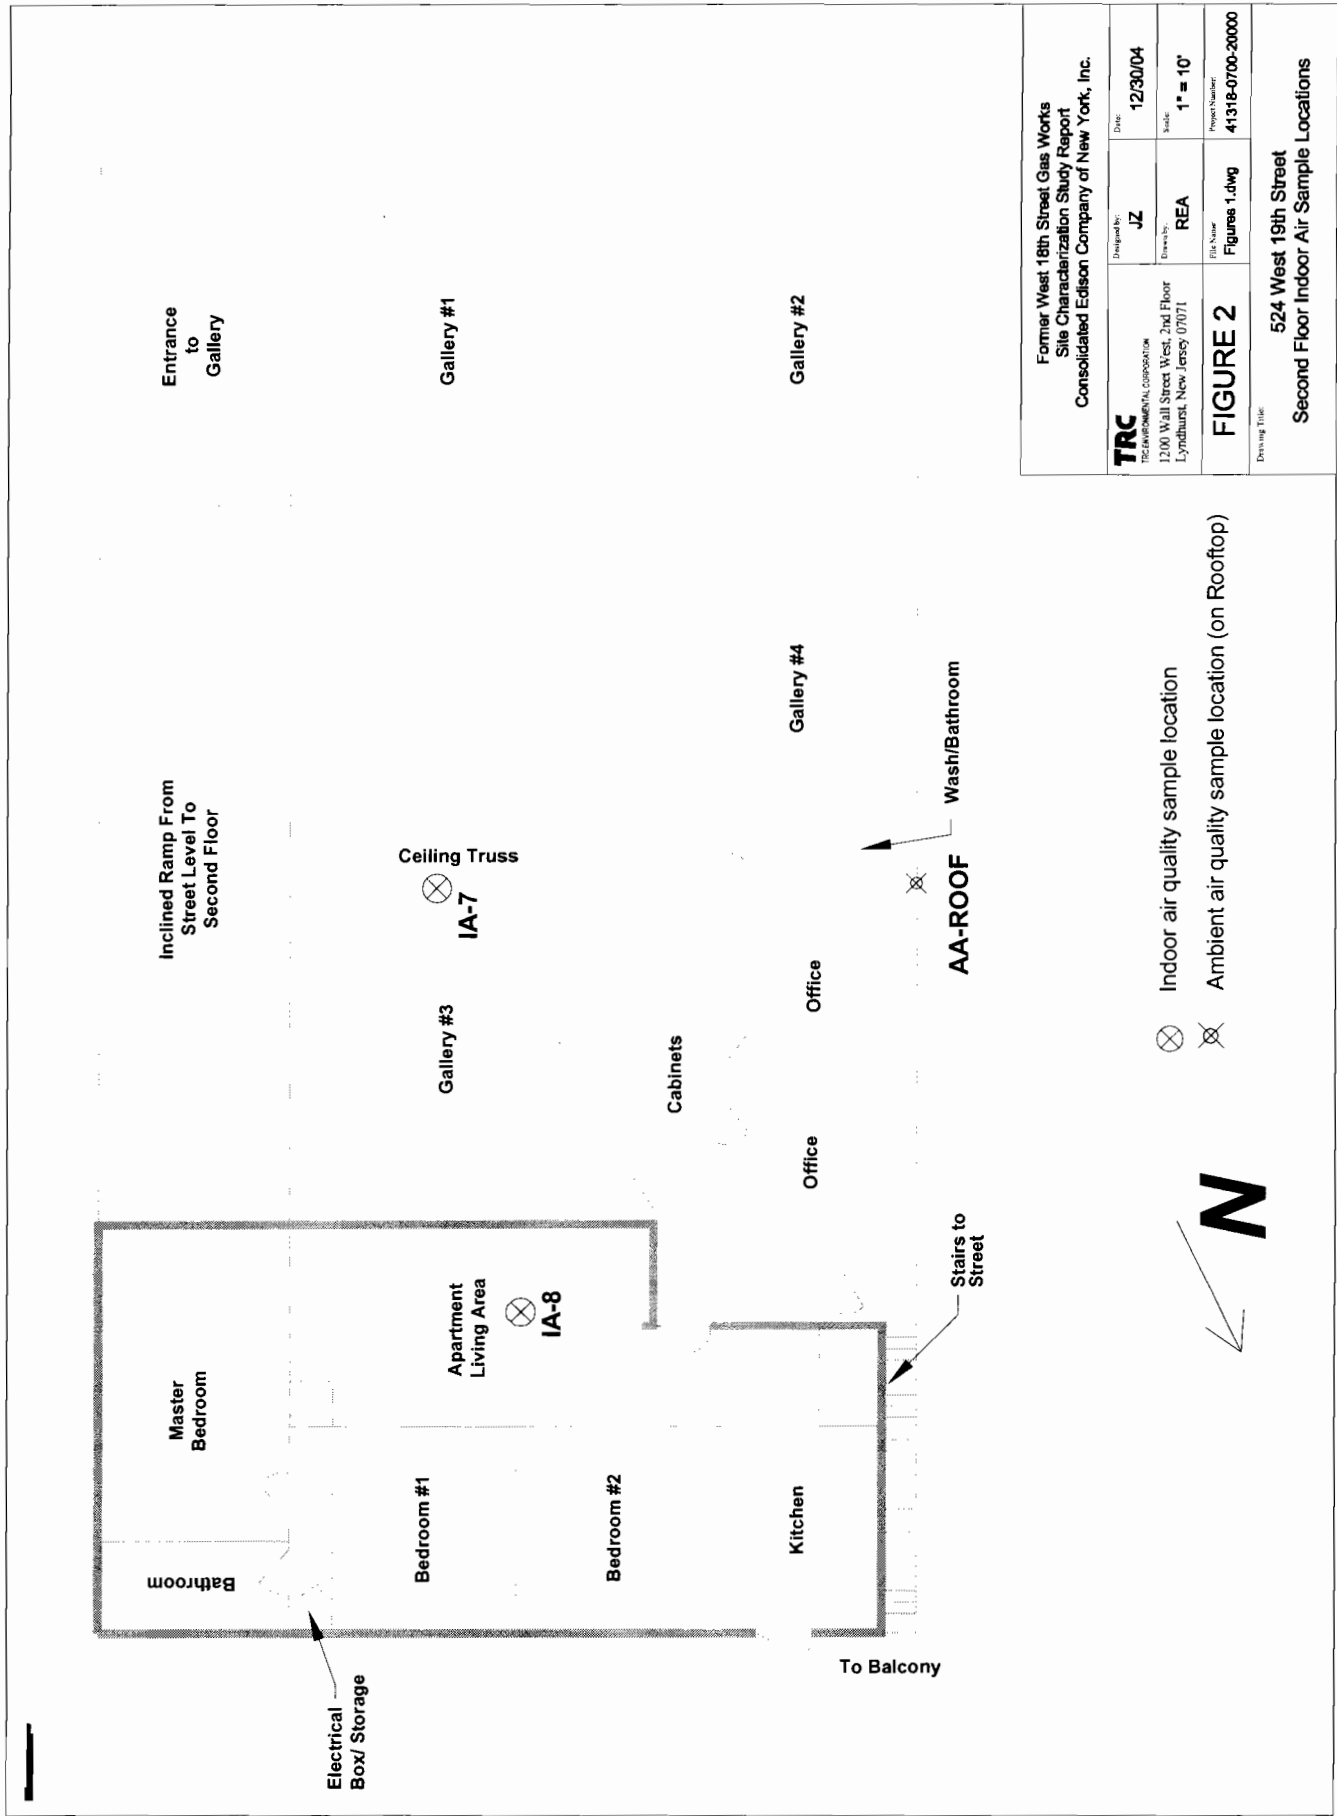 Electrical
Box/ Storage
Bathroom
Master
Bedroom
Bedroom #1
Bedroom #2
Kitchen
To Balcony
Apartment
Living Area
IA-8
Stairs to
Street
Inclined Ramp From
Street Level To
Second Floor
Ceiling Truss
IA-7
Gallery #3
Cabinets
Office
Office
Wash/Bathroom
AA-ROOF
Gallery #4
Entrance
to
Gallery
Gallery #1
Gallery #2
N
Indoor air quality sample location
Ambient air quality sample location (on Rooftop)
Former West 18th Street Gas Works
Site Characterization Study Report
Consolidated Edison Company of New York, Inc.
TRC
TRC ENVIRONMENTAL CORPORATION
1200 Wall Street West, 2nd Floor
Lyndhurst, New Jersey 07071
Designed by:
JZ
Date:
12/30/04
Drawn by:
REA
Scale:
1" = 10'
FIGURE 2
File Name:
Figures 1.dwg
Project Number:
41318-0700-20000
Drawing Title:
524 West 19th Street
Second Floor Indoor Air Sample Locations